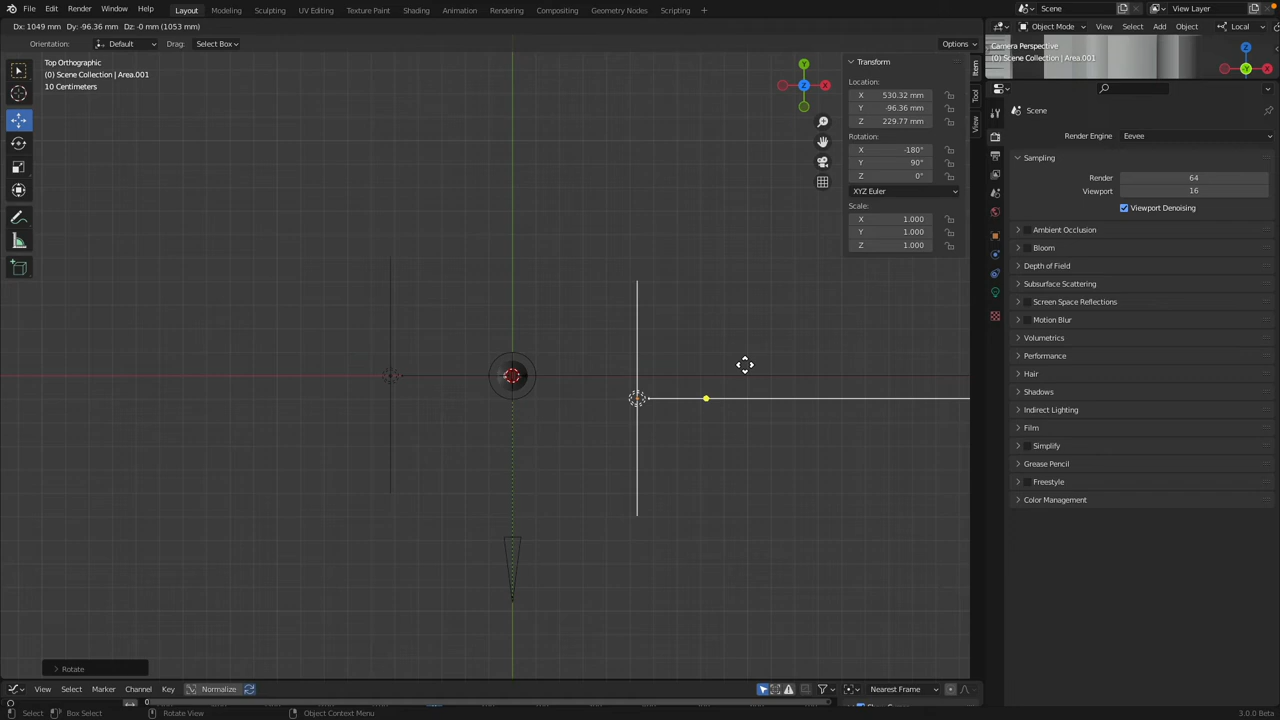 File Edit Render Window Help Layout Modeling Sculpting UV Editing Texture Paint Shading Animation Rendering Compositing Geometry Nodes Scripting + Scene View Layer
Dx: 1049 mm Dy: -96.36 mm Dz: -0 mm (1053 mm)
Object Mode View Select Add Object Local
Orientation: Default Drag: Select Box Options
Camera Perspective
(0) Scene Collection | Area.001
Top Orthographic
(0) Scene Collection | Area.001
10 Centimeters
Y
Z
X
Transform
Location:
X 530.32 mm
Y -96.36 mm
Z 229.77 mm
Rotation:
X -180°
Y 90°
Z 0°
XYZ Euler
Scale:
X 1.000
Y 1.000
Z 1.000
Item
Tool
View
Z
Y
X
Scene
Render Engine Eevee
Sampling
Render 64
Viewport 16
Viewport Denoising
Ambient Occlusion
Bloom
Depth of Field
Subsurface Scattering
Screen Space Reflections
Motion Blur
Volumetrics
Performance
Hair
Shadows
Indirect Lighting
Film
Simplify
Grease Pencil
Freestyle
Color Management
Rotate
View Select Marker Channel Key Normalize Nearest Frame
Select Box Select Rotate View Object Context Menu 3.0.0 Beta